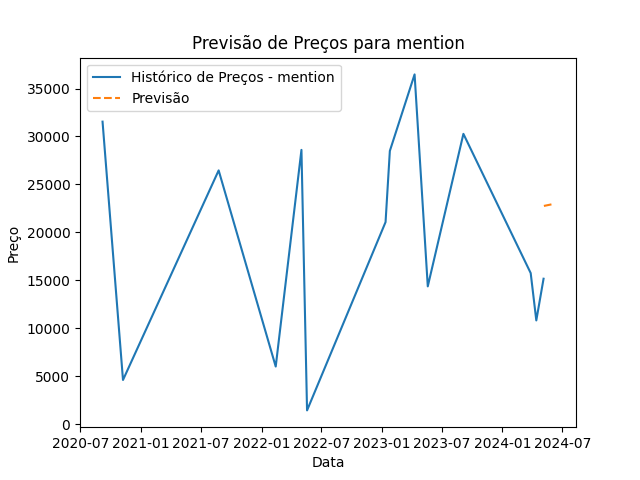 Previsão de Preços para mention
Histórico de Preços - mention
Previsão
35000
30000
25000
20000
15000
10000
5000
0
Preço
2020-07 2021-01 2021-07 2022-01 2022-07 2023-01 2023-07 2024-01 2024-07
Data